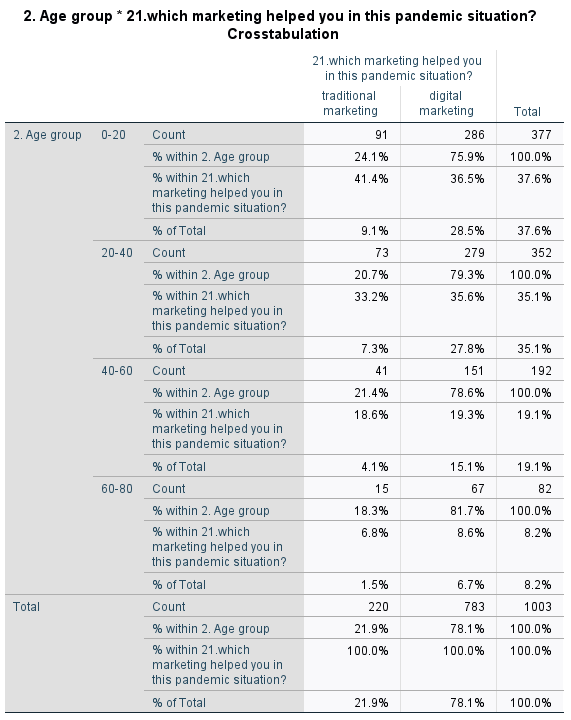 2. Age group * 21.which marketing helped you in this pandemic situation?
Crosstabulation
21.which marketing helped you
in this pandemic situation?
traditional marketing digital marketing Total
2. Age group 0-20 Count 91 286 377
% within 2. Age group 24.1% 75.9% 100.0%
% within 21.which 41.4% 36.5% 37.6%
marketing helped you in
this pandemic situation?
% of Total 9.1% 28.5% 37.6%
20-40 Count 73 279 352
% within 2. Age group 20.7% 79.3% 100.0%
% within 21.which 33.2% 35.6% 35.1%
marketing helped you in
this pandemic situation?
% of Total 7.3% 27.8% 35.1%
40-60 Count 41 151 192
% within 2. Age group 21.4% 78.6% 100.0%
% within 21.which 18.6% 19.3% 19.1%
marketing helped you in
this pandemic situation?
% of Total 4.1% 15.1% 19.1%
60-80 Count 15 67 82
% within 2. Age group 18.3% 81.7% 100.0%
% within 21.which 6.8% 8.6% 8.2%
marketing helped you in
this pandemic situation?
% of Total 1.5% 6.7% 8.2%
Total Count 220 783 1003
% within 2. Age group 21.9% 78.1% 100.0%
% within 21.which 100.0% 100.0% 100.0%
marketing helped you in
this pandemic situation?
% of Total 21.9% 78.1% 100.0%